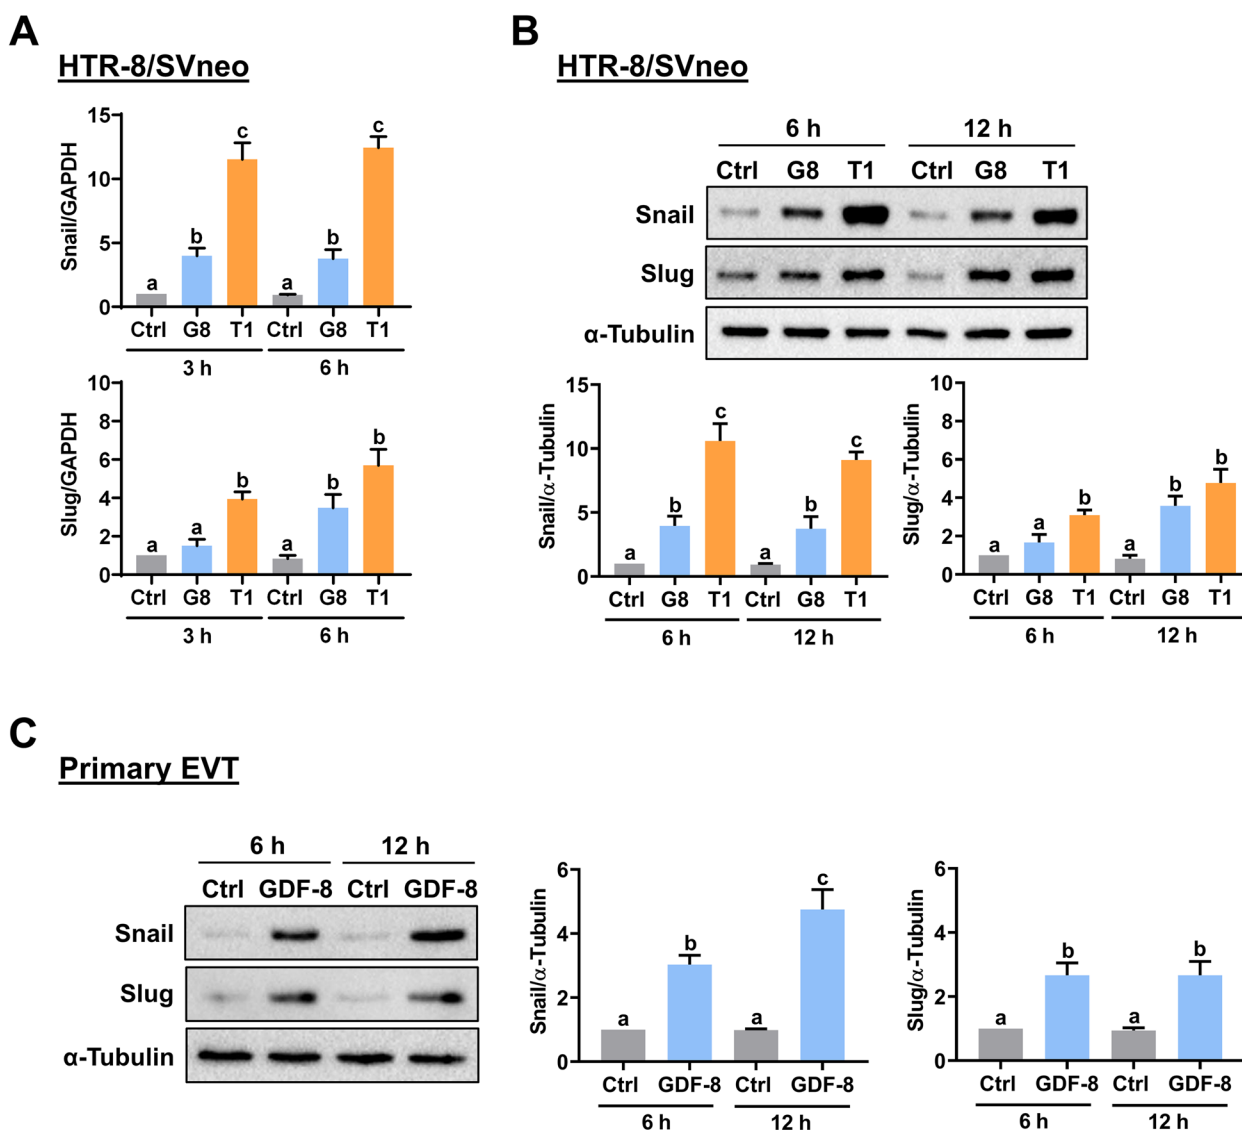 A
HTR-8/SVneo
Snail/GAPDH
15
10
5
0
a
b
c
a
b
c
Ctrl G8 T1 Ctrl G8 T1
3 h 6 h
Slug/GAPDH
10
8
6
4
2
0
a
a
b
a
b
b
Ctrl G8 T1 Ctrl G8 T1
3 h 6 h
B
HTR-8/SVneo
6 h 12 h
Ctrl G8 T1 Ctrl G8 T1
Snail
Slug
α-Tubulin
Snail/α-Tubulin
15
10
5
0
a
b
c
a
b
c
Ctrl G8 T1 Ctrl G8 T1
6 h 12 h
Slug/α-Tubulin
10
8
6
4
2
0
a
a
b
a
b
b
Ctrl G8 T1 Ctrl G8 T1
6 h 12 h
C
Primary EVT
6 h 12 h
Ctrl GDF-8 Ctrl GDF-8
Snail
Slug
α-Tubulin
Snail/α-Tubulin
6
4
2
0
a
b
a
c
Ctrl GDF-8 Ctrl GDF-8
6 h 12 h
Slug/α-Tubulin
6
4
2
0
a
b
a
b
Ctrl GDF-8 Ctrl GDF-8
6 h 12 h